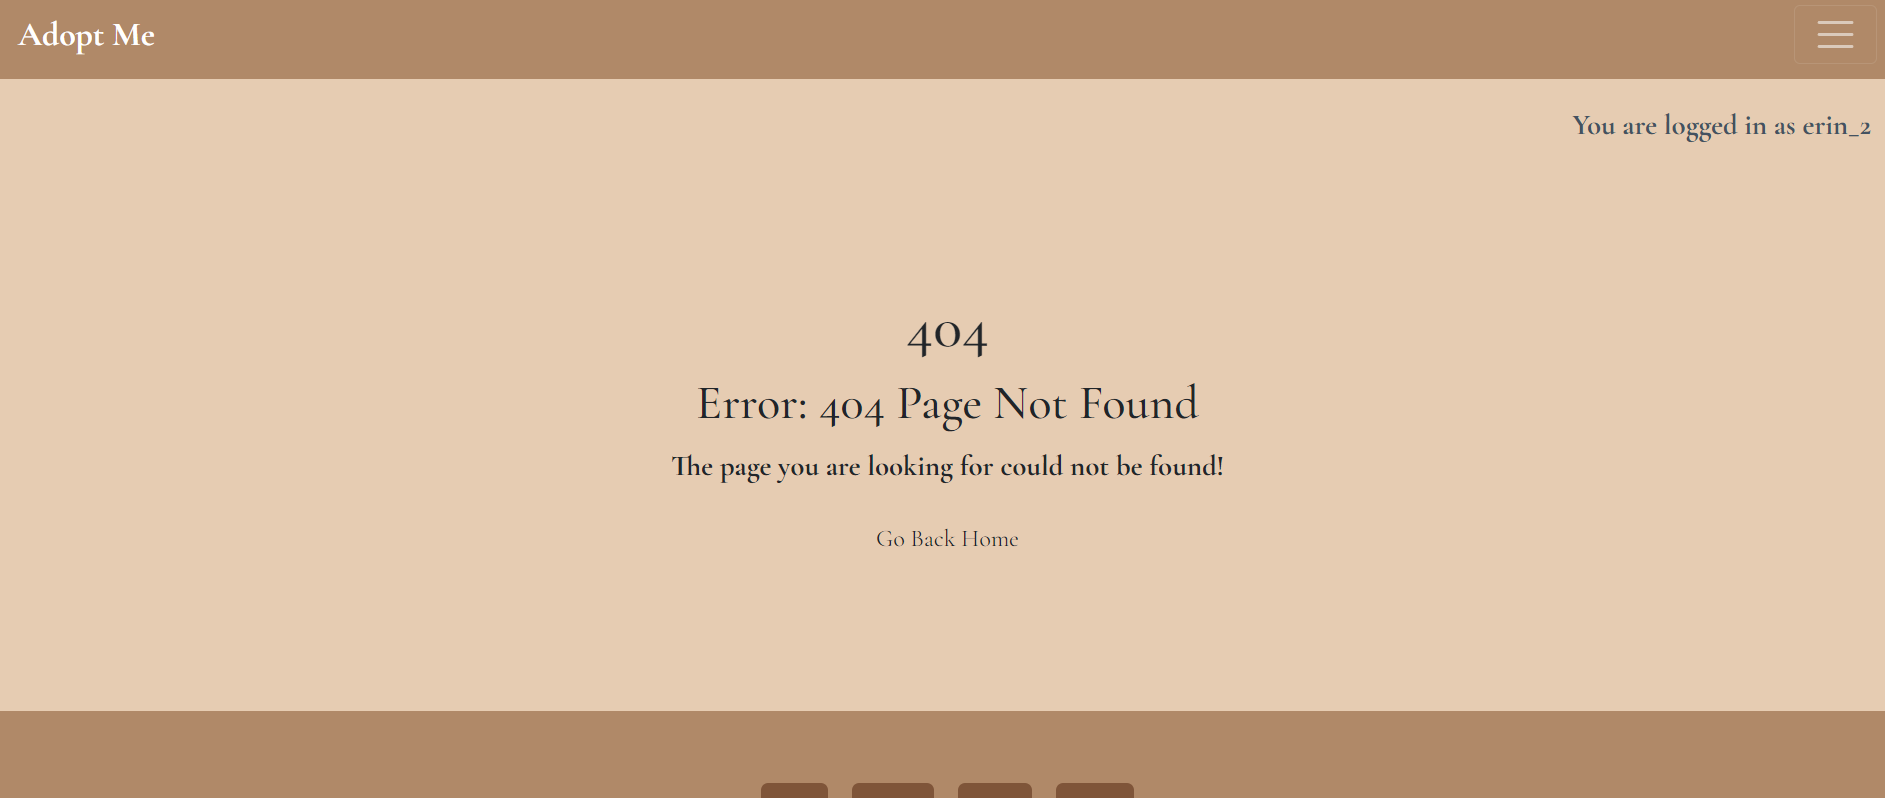 Adopt Me
You are logged in as erin_2
404
Error: 404 Page Not Found
The page you are looking for could not be found!
Go Back Home